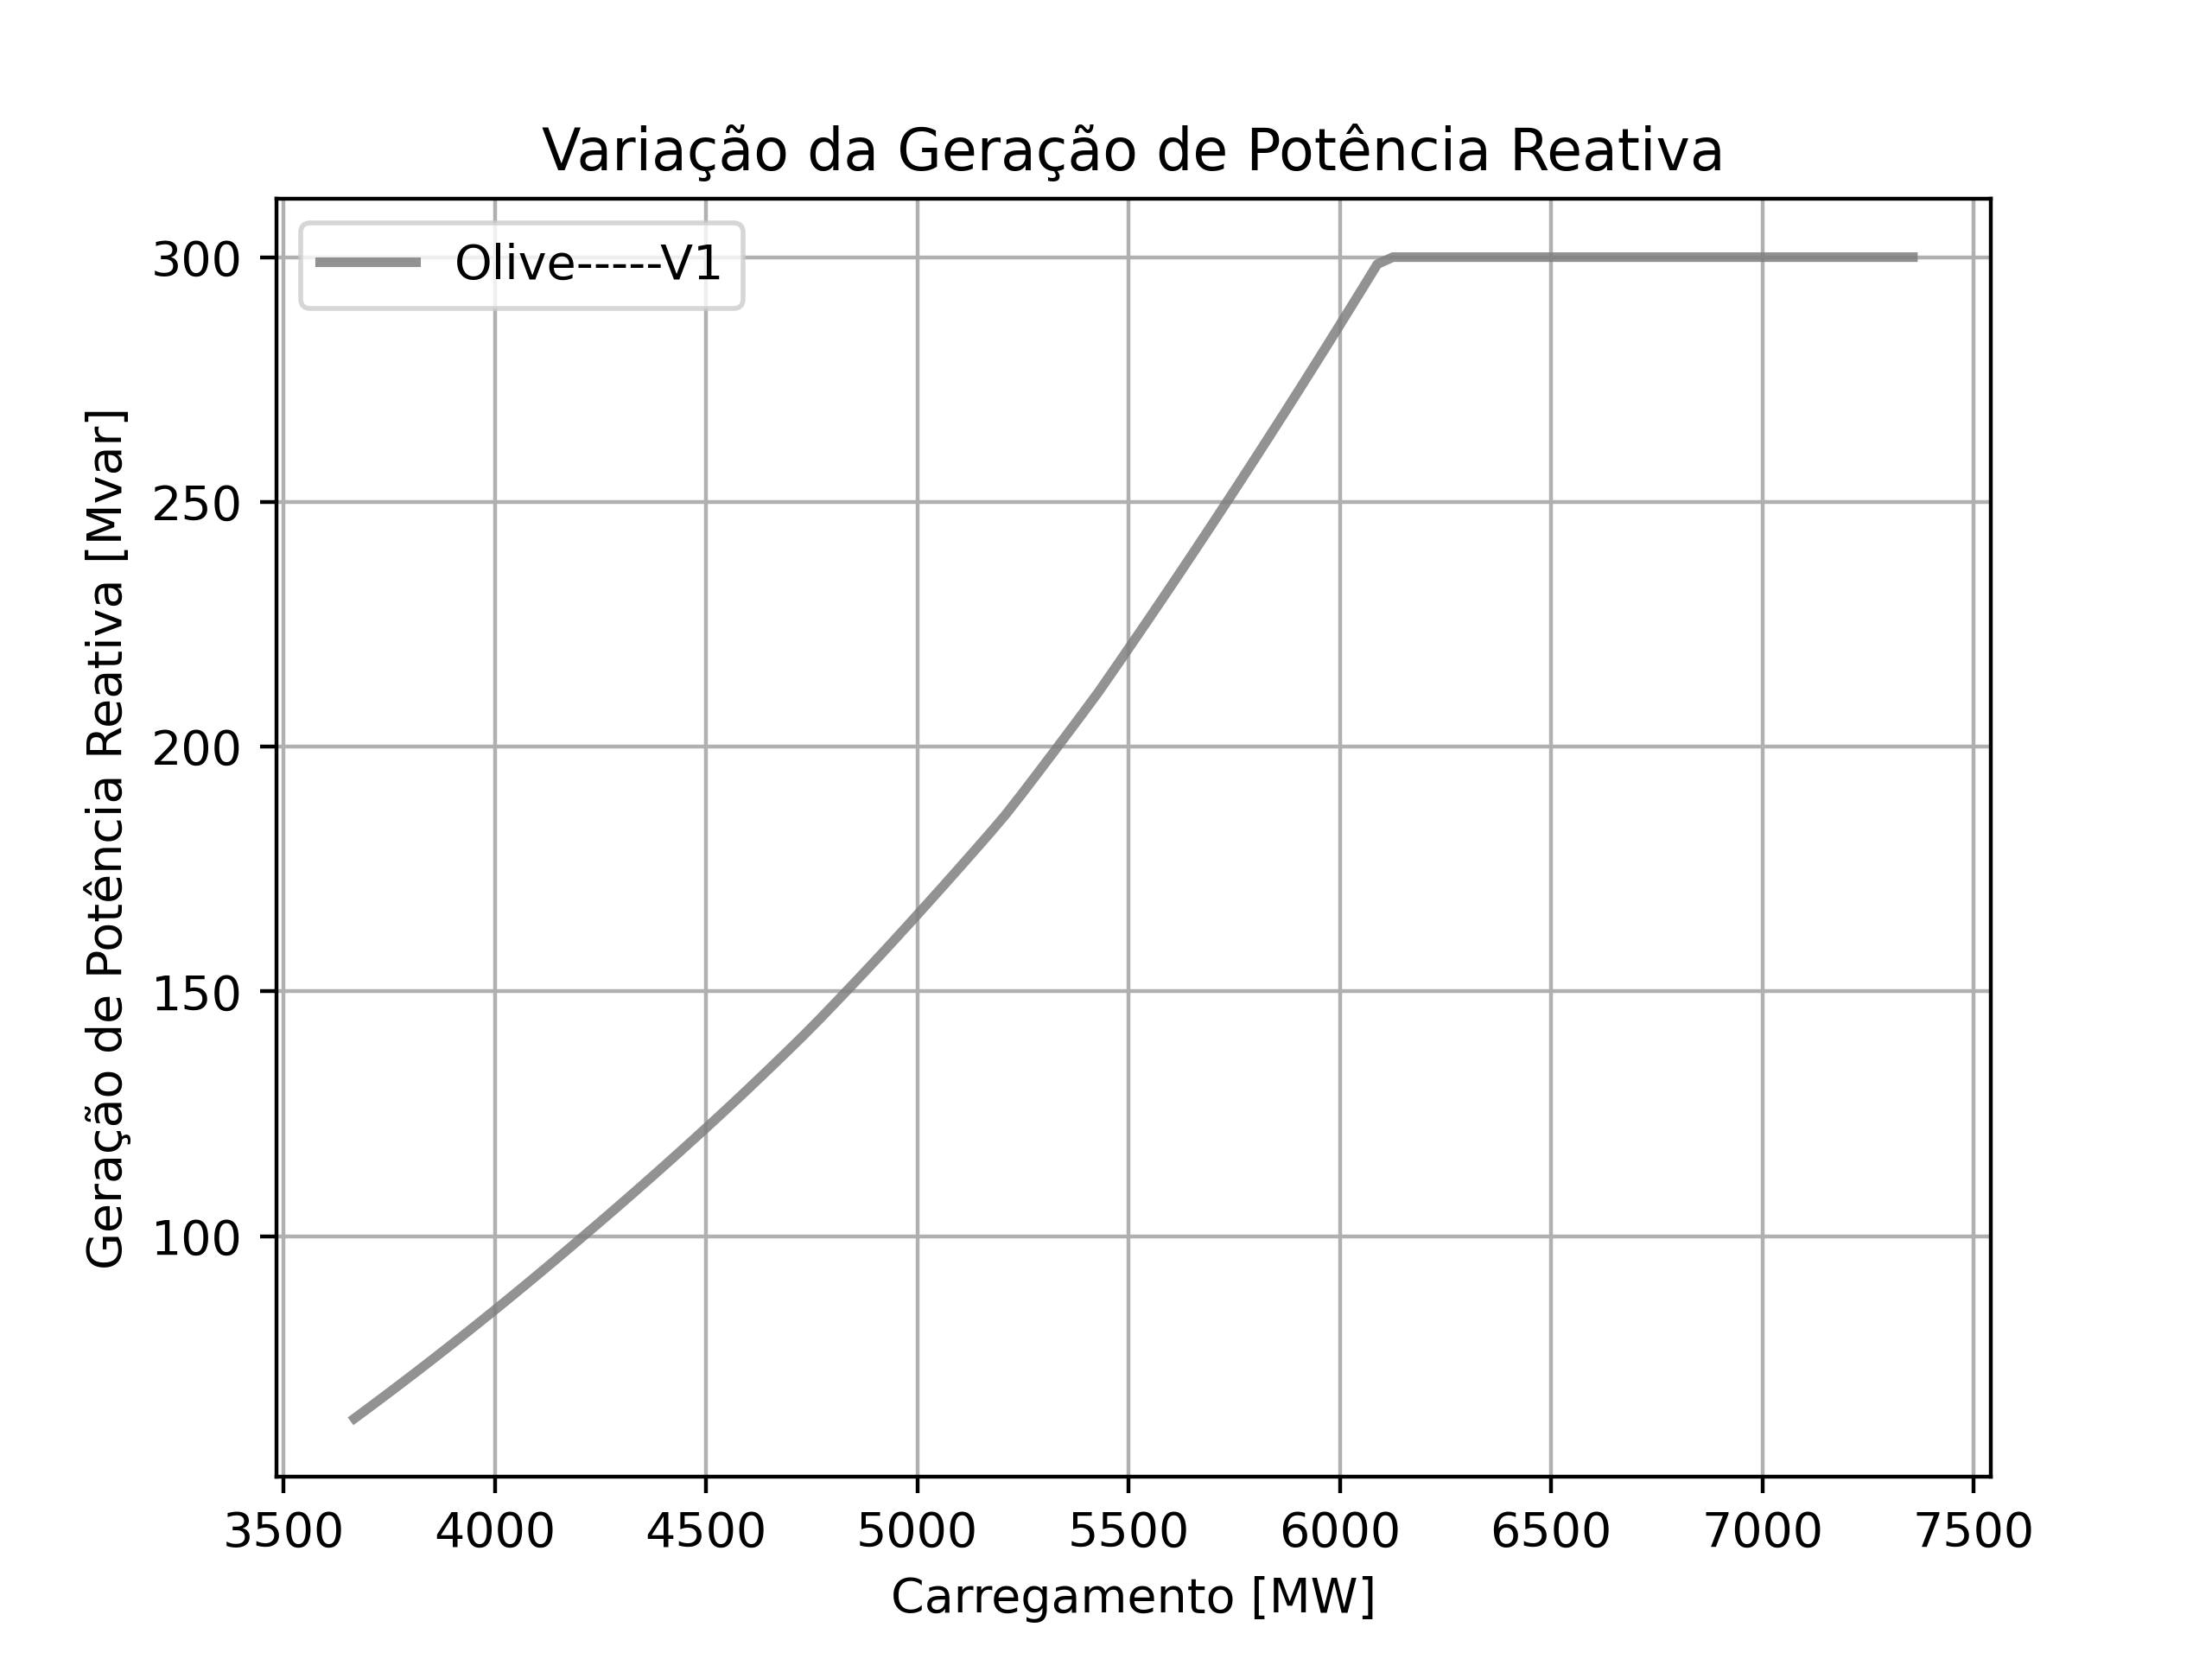 Variação da Geração de Potência Reativa
Olive-----V1
Geração de Potência Reativa [Mvar]
300
250
200
150
100
3500 4000 4500 5000 5500 6000 6500 7000 7500
Carregamento [MW]